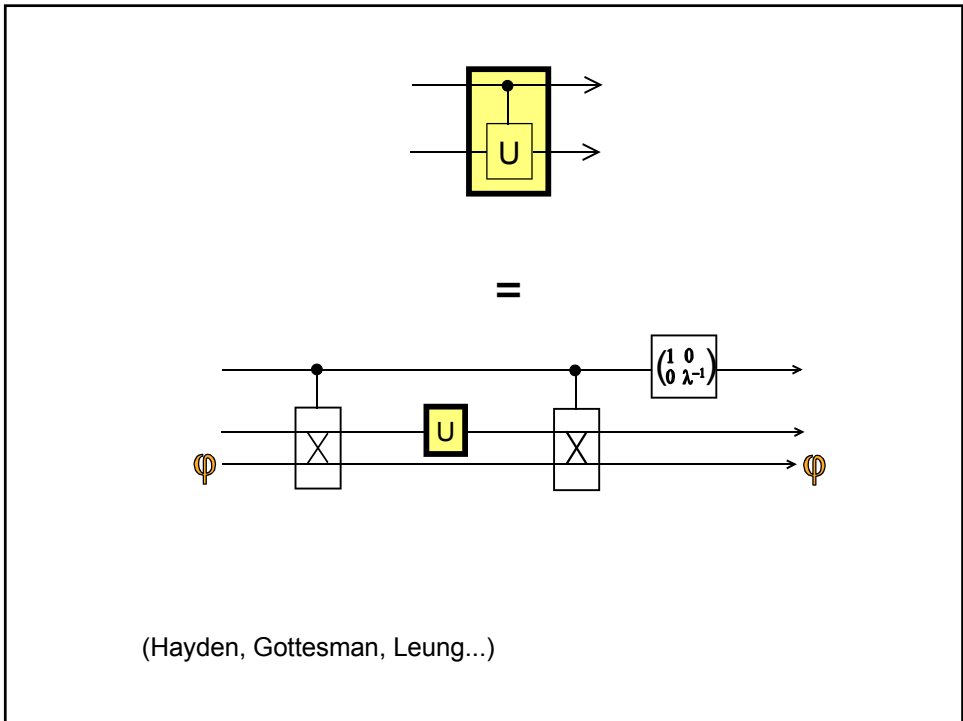 U
=
(1 0
0 λ⁻¹)
U
φ φ
(Hayden, Gottesman, Leung...)